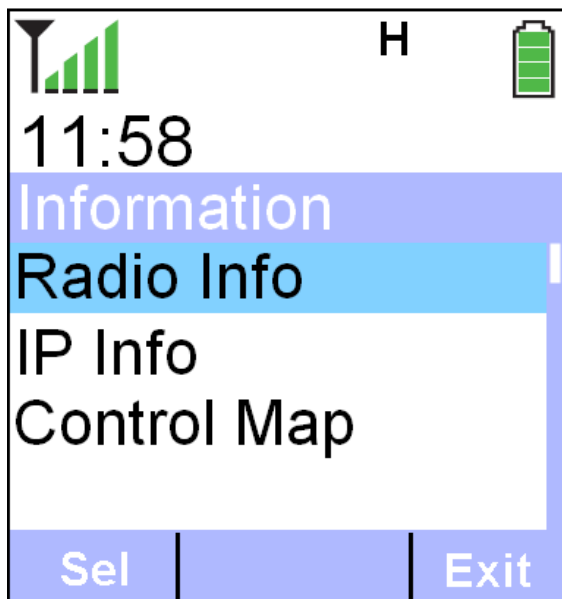 H
11:58
Information
Radio Info
IP Info
Control Map
Sel Exit